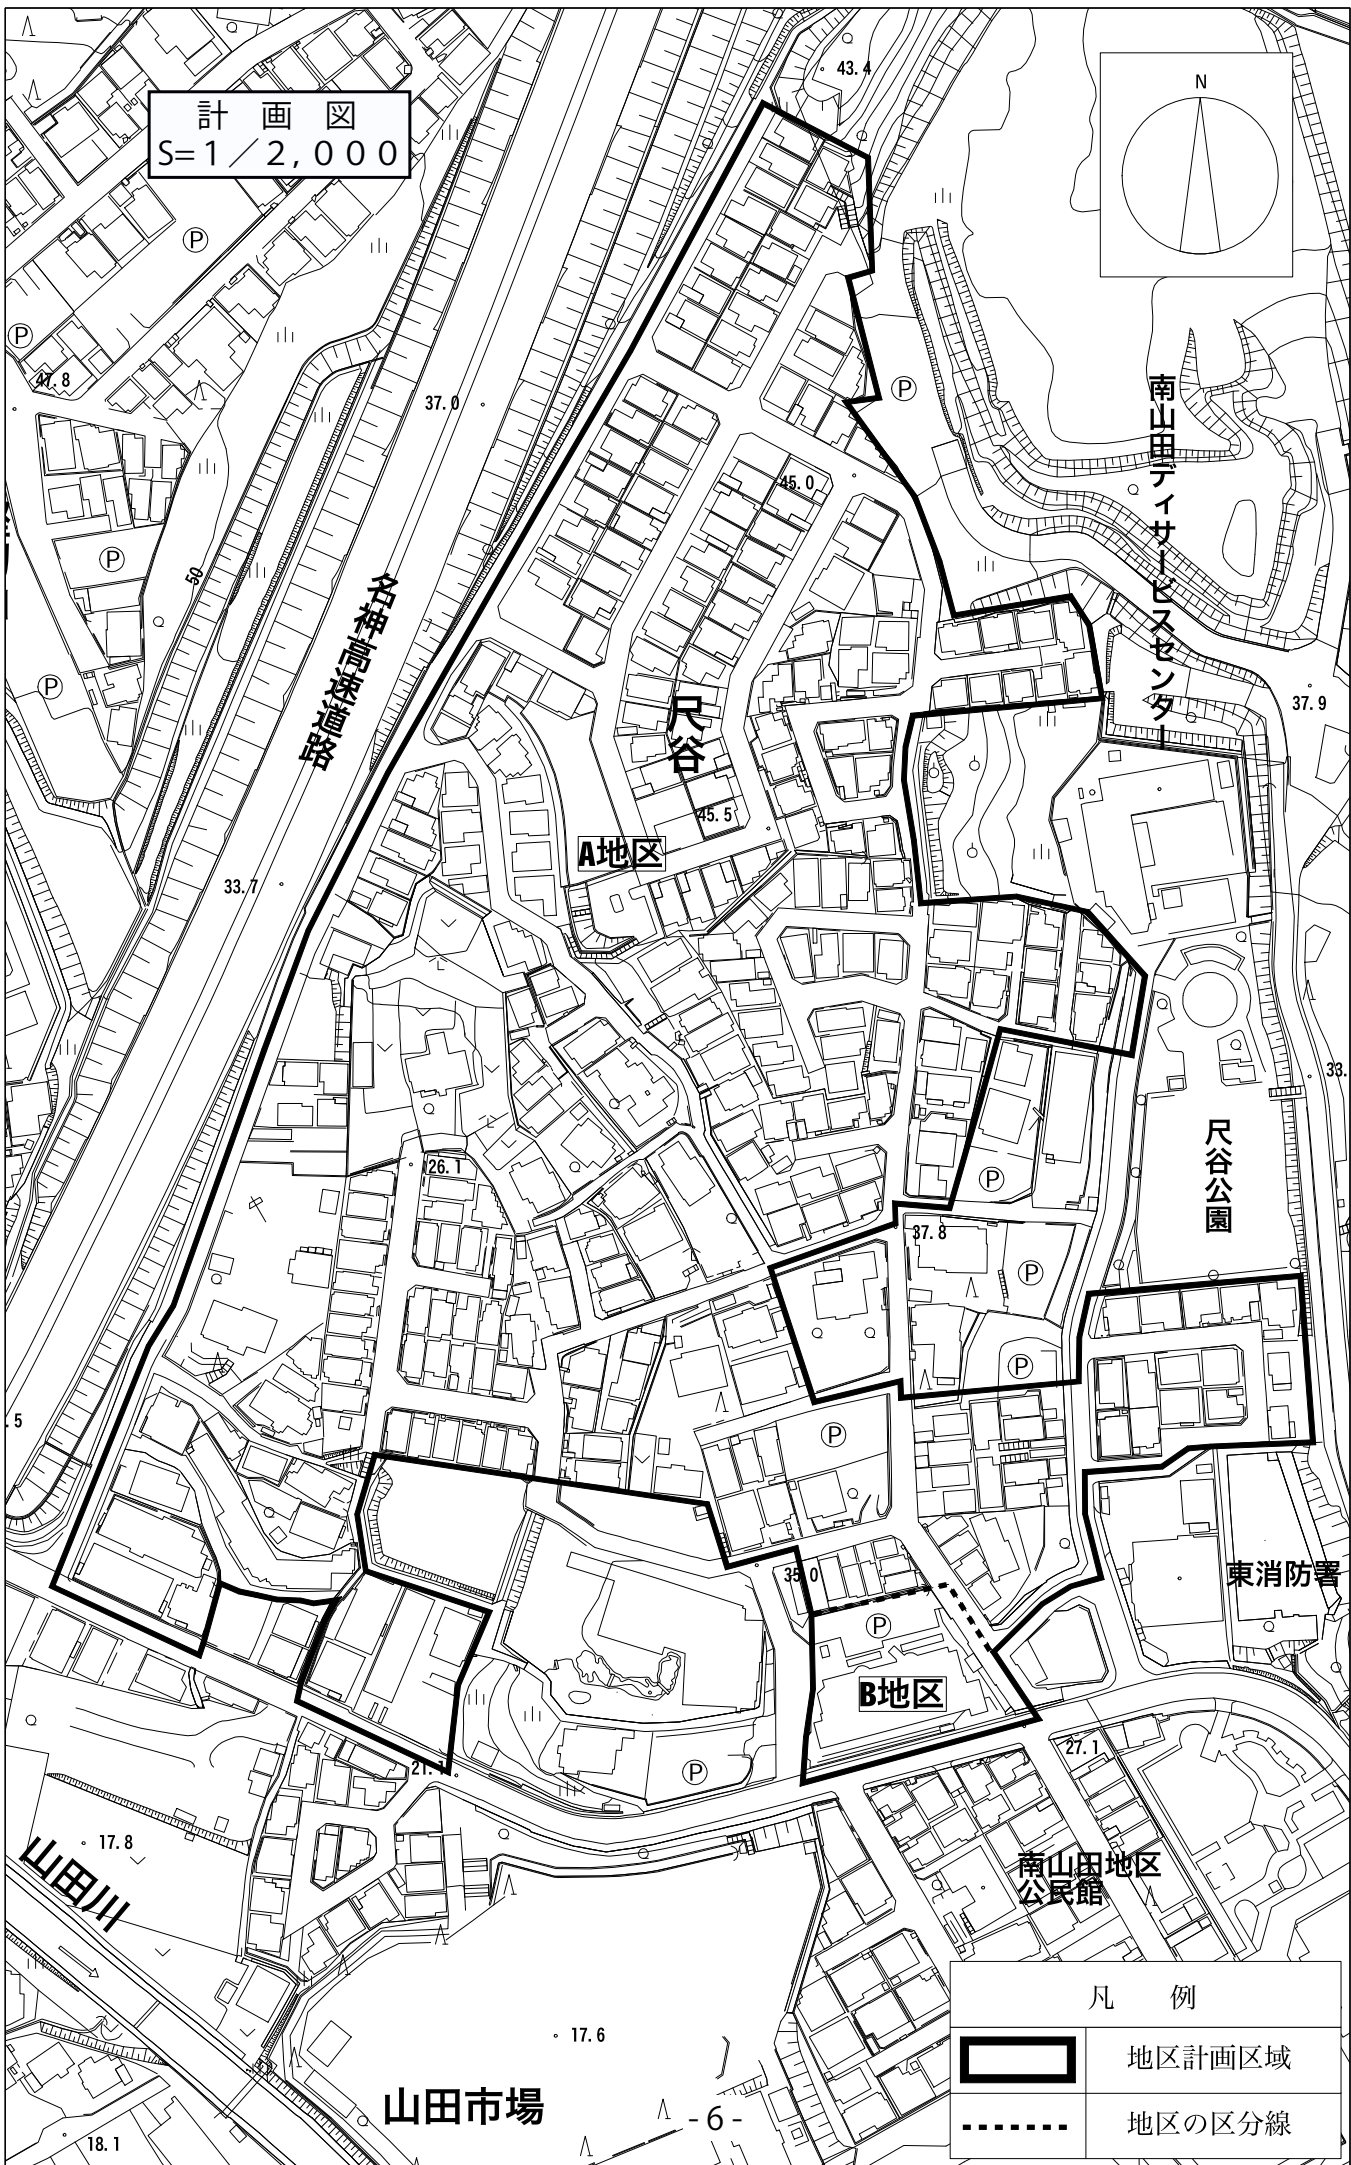 計画図
S=1／2,000
N
43.4
Ⓟ
Ⓟ
47.8
37.0
Ⓟ
南山田ディサービスセンター
45.0
Ⓟ
50
名神高速道路
Ⓟ
尺谷
37.9
45.5
A地区
33.7
33.
26.1
尺谷公園
Ⓟ
37.8
Ⓟ
Ⓟ
.5
Ⓟ
35.0
東消防署
Ⓟ
B地区
21.1
Ⓟ
27.1
17.8
山田川
南山田地区
公民館
凡例
地区計画区域
地区の区分線
17.6
山田市場
-6-
18.1